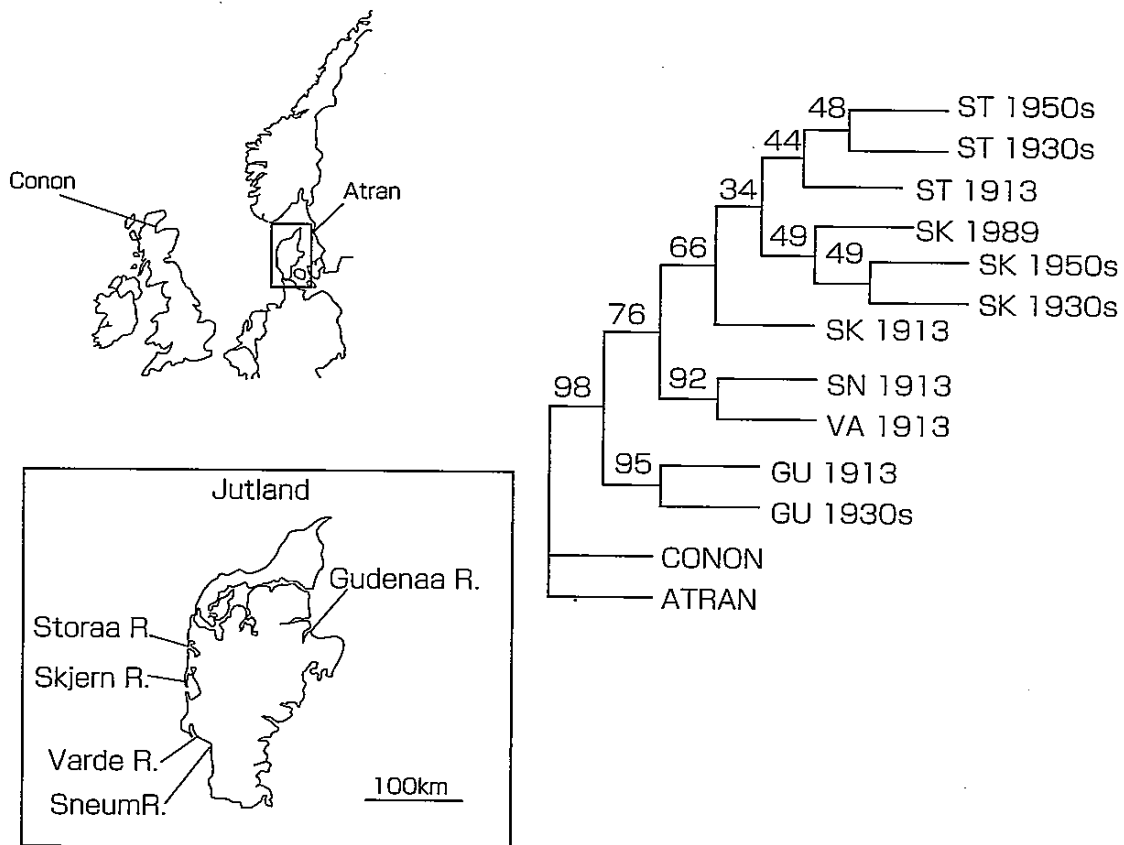 Conon
Atran
Jutland
Gudenaa R.
Storaa R.
Skjern R.
Varde R.
SneumR.
100km
48
ST 1950s
44
ST 1930s
ST 1913
34
SK 1989
49
49
SK 1950s
66
SK 1930s
76
SK 1913
SN 1913
92
98
VA 1913
95
GU 1913
GU 1930s
CONON
ATRAN